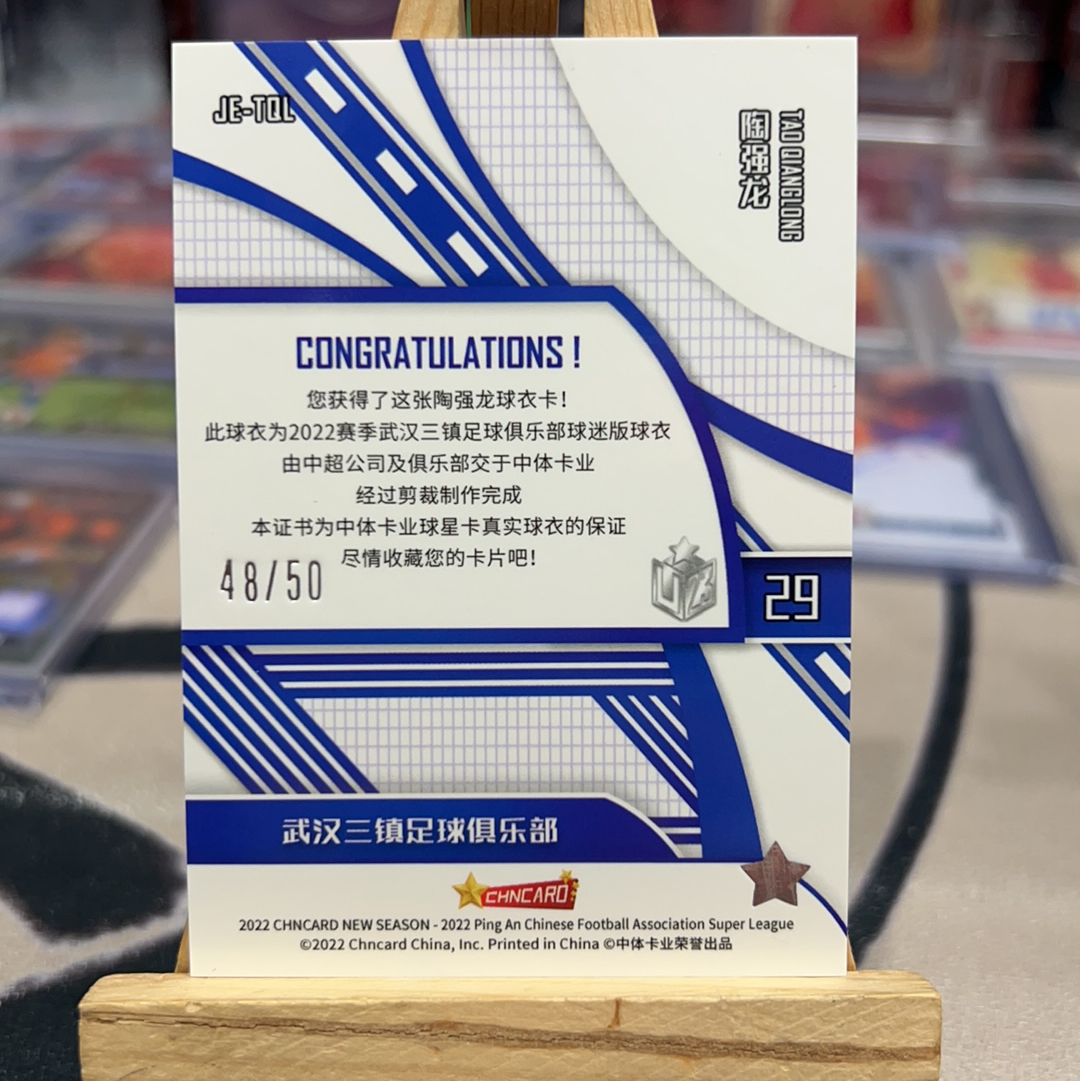 JE-TQL
陶强龙
TAO QIANGLONG
CONGRATULATIONS！
您获得了这张陶强龙球衣卡！
此球衣为2022赛季武汉三镇足球俱乐部球迷版球衣
由中超公司及俱乐部交于中体卡业
经过剪裁制作完成
本证书为中体卡业球星卡真实球衣的保证
尽情收藏您的卡片吧！
48/50
U23
29
武汉三镇足球俱乐部
CHNCARD
2022 CHNCARD NEW SEASON - 2022 Ping An Chinese Football Association Super League
©2022 Chncard China, Inc. Printed in China ©中体卡业荣誉出品